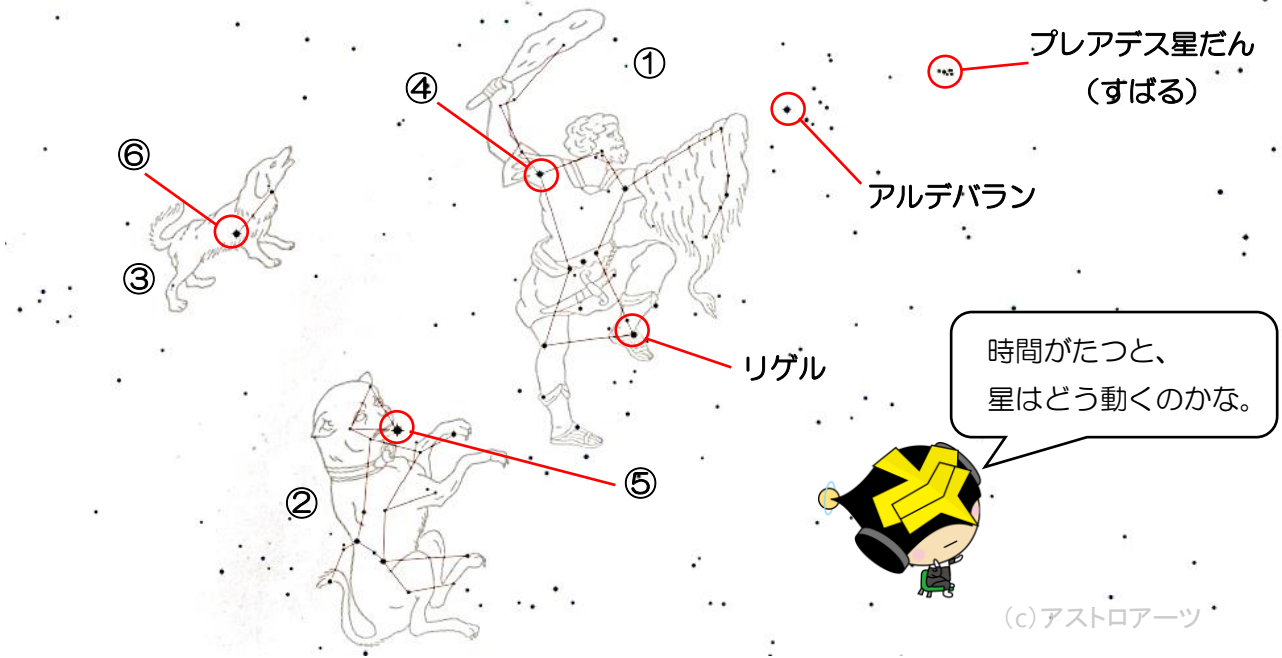 ①
プレアデス星だん
（すばる）
④
⑥
アルデバラン
③
リゲル
時間がたつと、
星はどう動くのかな。
②
⑤
(c)アストロアーツ